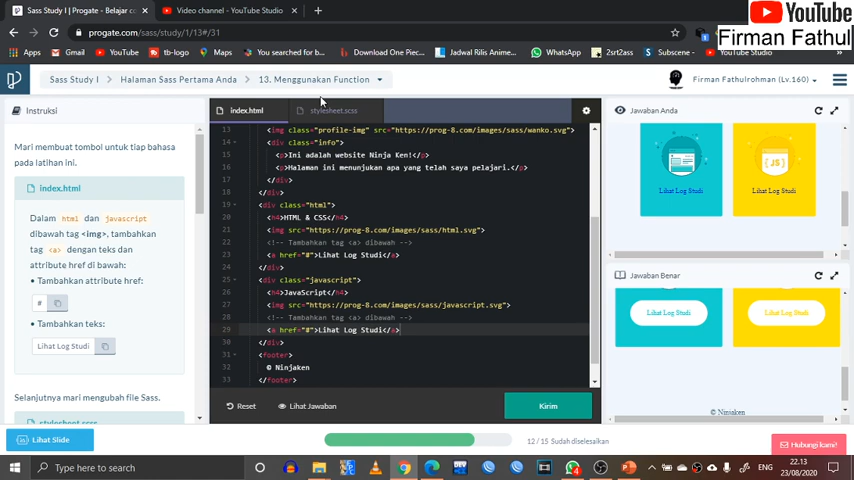 Sass Study I | Progate - Belajar c
Video channel - YouTube Studio
YouTube
progate.com/sass/study/1/13#/31
Firman Fathul
Apps
Gmail
YouTube
tb-logo
Maps
You searched for b...
Download One Piec...
Jadwal Rilis Anime...
WhatsApp
2srt2ass
Subscene
YouTu
Sass Study I
Halaman Sass Pertama Anda
13. Menggunakan Function
Firman Fathulrohman (Lv.160)
Instruksi
index.html
stylesheet.scss
Jawaban Anda
Mari membuat tombol untuk tiap bahasa
pada latihan ini.
index.html
Dalam html dan javascript
dibawah tag <img>, tambahkan
tag <a> dengan teks dan
attribute href di bawah:
• Tambahkan attribute href:
#
• Tambahkan teks:
Lihat Log Studi
Selanjutnya mari mengubah file Sass.
stylesheet.scss
13 <img class="profile-img" src="https://prog-8.com/images/sass/wanko.svg">
14 <div class="info">
15 <p>Ini adalah website Ninja Ken!</p>
16 <p>Halaman ini menunjukan apa yang telah saya pelajari.</p>
17 </div>
18 </div>
19 <div class="html">
20 <h4>HTML & CSS</h4>
21 <img src="https://prog-8.com/images/sass/html.svg">
22 <!-- Tambahkan tag <a> dibawah -->
23 <a href="#">Lihat Log Studi</a>
24 </div>
25 <div class="javascript">
26 <h4>JavaScript</h4>
27 <img src="https://prog-8.com/images/sass/javascript.svg">
28 <!-- Tambahkan tag <a> dibawah -->
29 <a href="#">Lihat Log Studi</a>
30 </div>
31 <footer>
32 © Ninjaken
33 </footer>
{JS}
Lihat Log Studi
Lihat Log Studi
Jawaban Benar
Lihat Log Studi
Lihat Log Studi
© Ninjaken
Reset
Lihat Jawaban
Kirim
Lihat Slide
12 / 15 Sudah diselesaikan
Hubungi kami!
Type here to search
ENG
22.13
23/08/2020